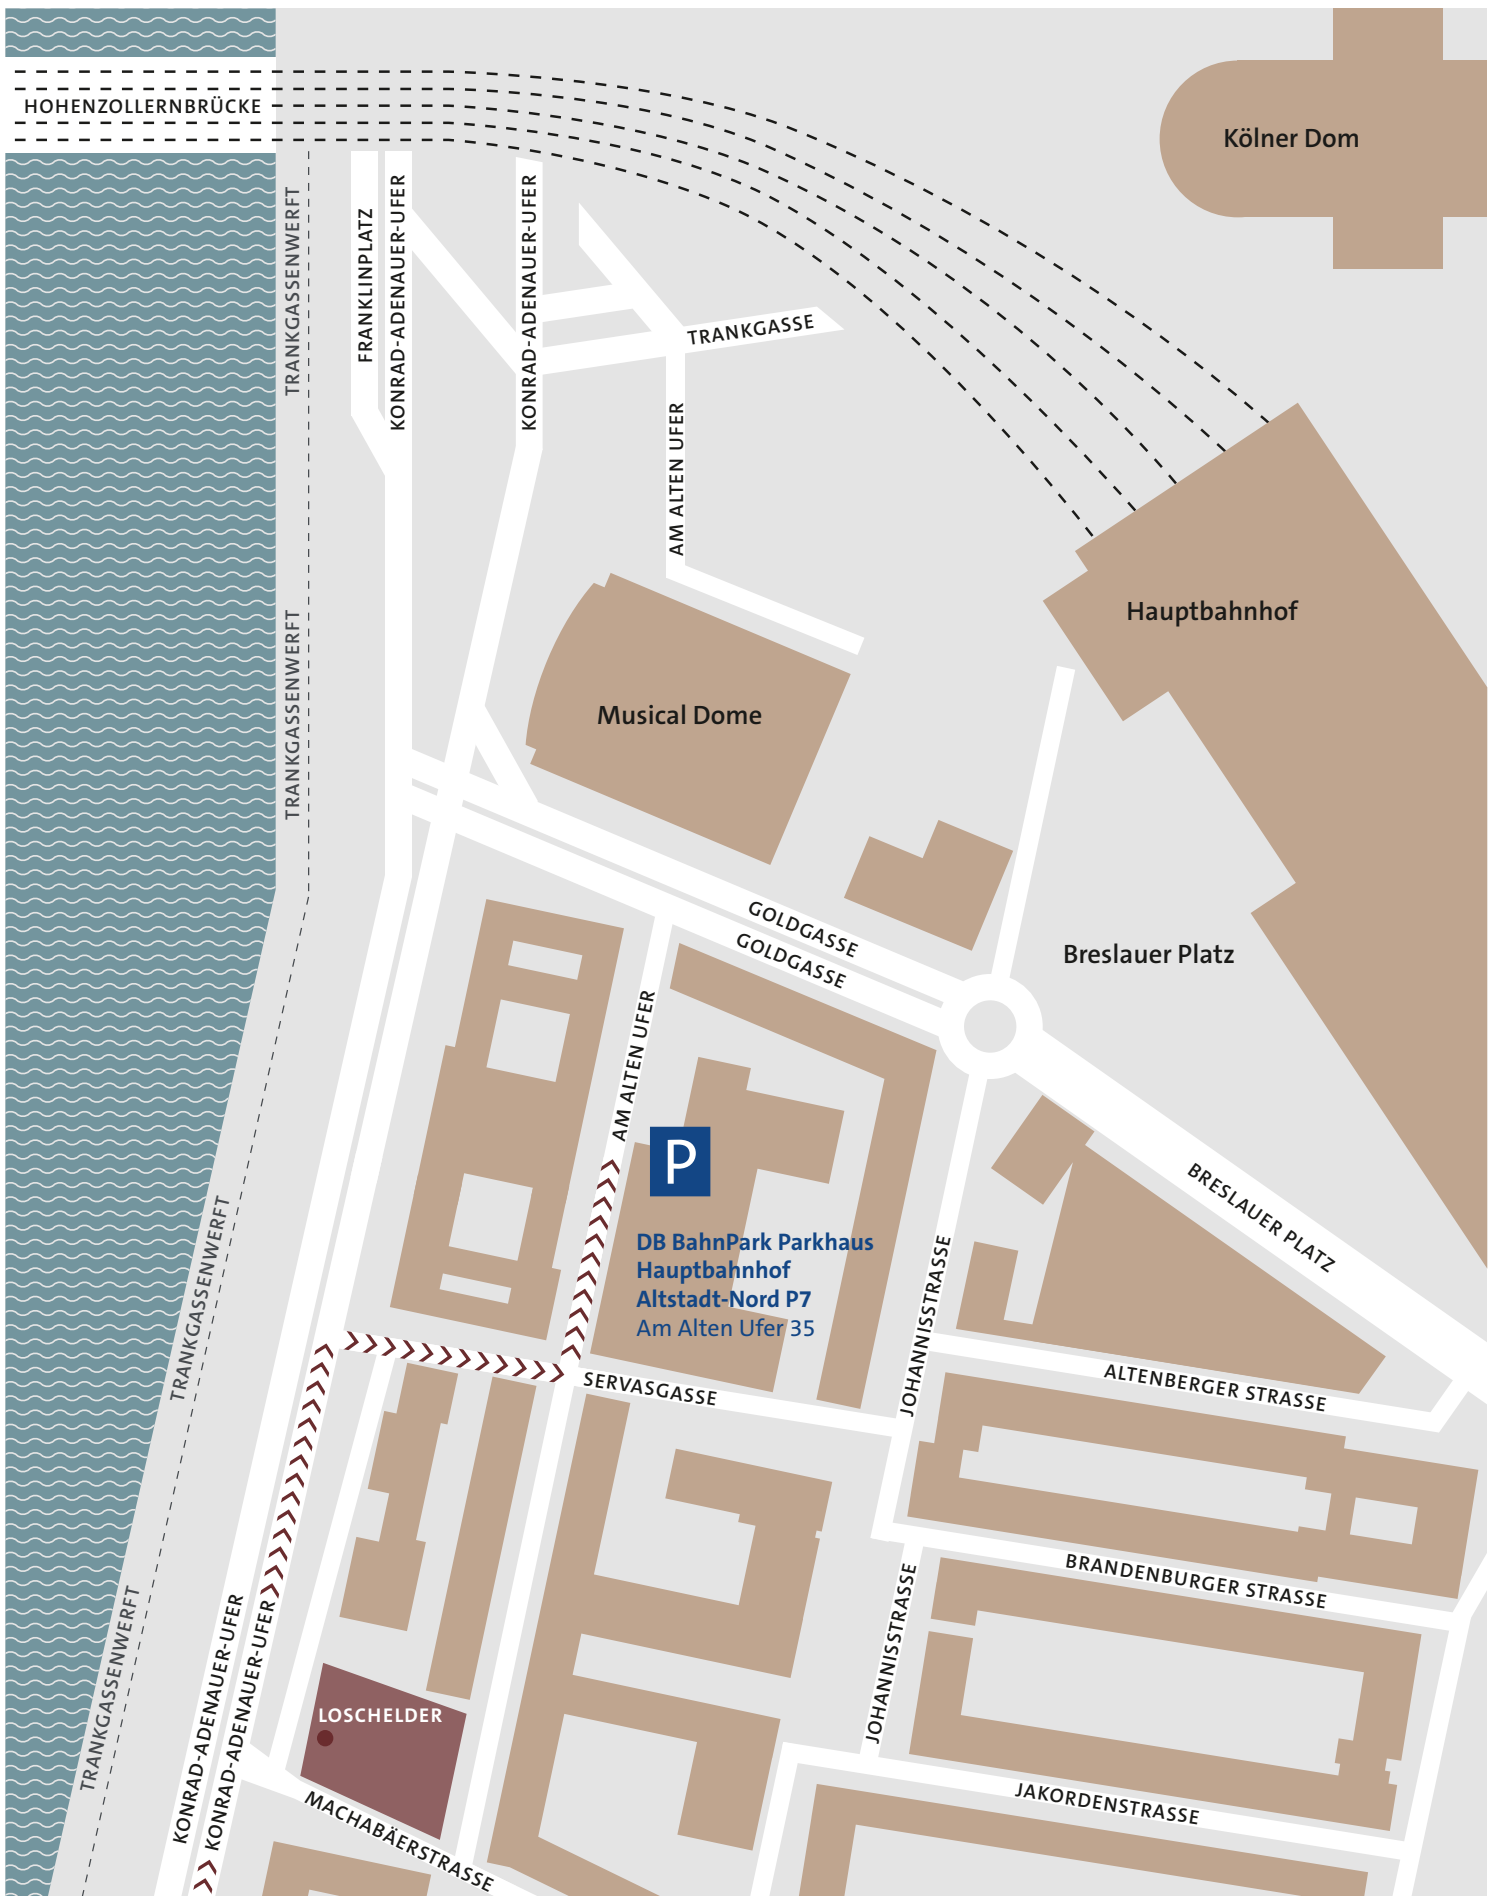 HOHENZOLLERNBRÜCKE
Kölner Dom
TRANKGASSENWERFT
FRANKLINPLATZ
KONRAD-ADENAUER-UFER
KONRAD-ADENAUER-UFER
TRANKGASSE
AM ALTEN UFER
Hauptbahnhof
TRANKGASSENWERFT
Musical Dome
GOLDGASSE
GOLDGASSE
Breslauer Platz
AM ALTEN UFER
P
DB BahnPark Parkhaus
Hauptbahnhof
Altstadt-Nord P7
Am Alten Ufer 35
BRESLAUER PLATZ
TRANKGASSENWERFT
JOHANNISSTRASSE
SERVASGASSE
ALTENBERGER STRASSE
BRANDENBURGER STRASSE
TRANKGASSENWERFT
KONRAD-ADENAUER-UFER
KONRAD-ADENAUER-UFER
LOSCHELDER
JOHANNISSTRASSE
MACHABÄERSTRASSE
JAKORDENSTRASSE